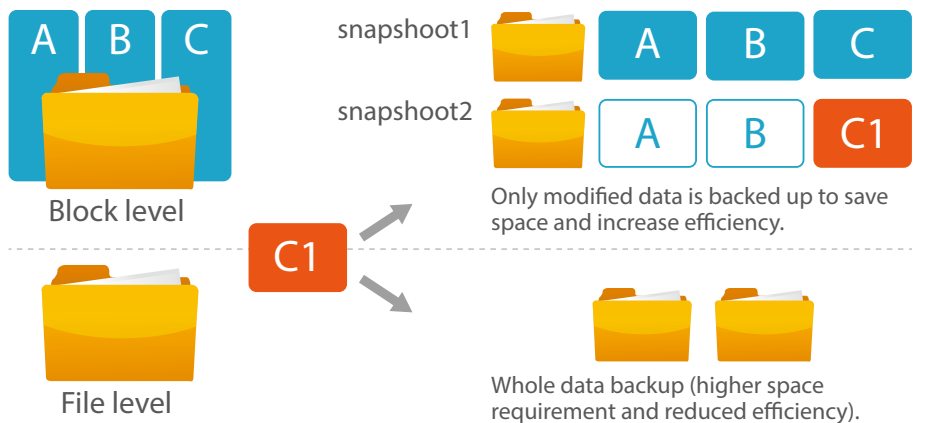 A B C
Block level
snapshoot1
A B C
snapshoot2
A B C1
Only modified data is backed up to save
space and increase efficiency.
C1
File level
Whole data backup (higher space
requirement and reduced efficiency).